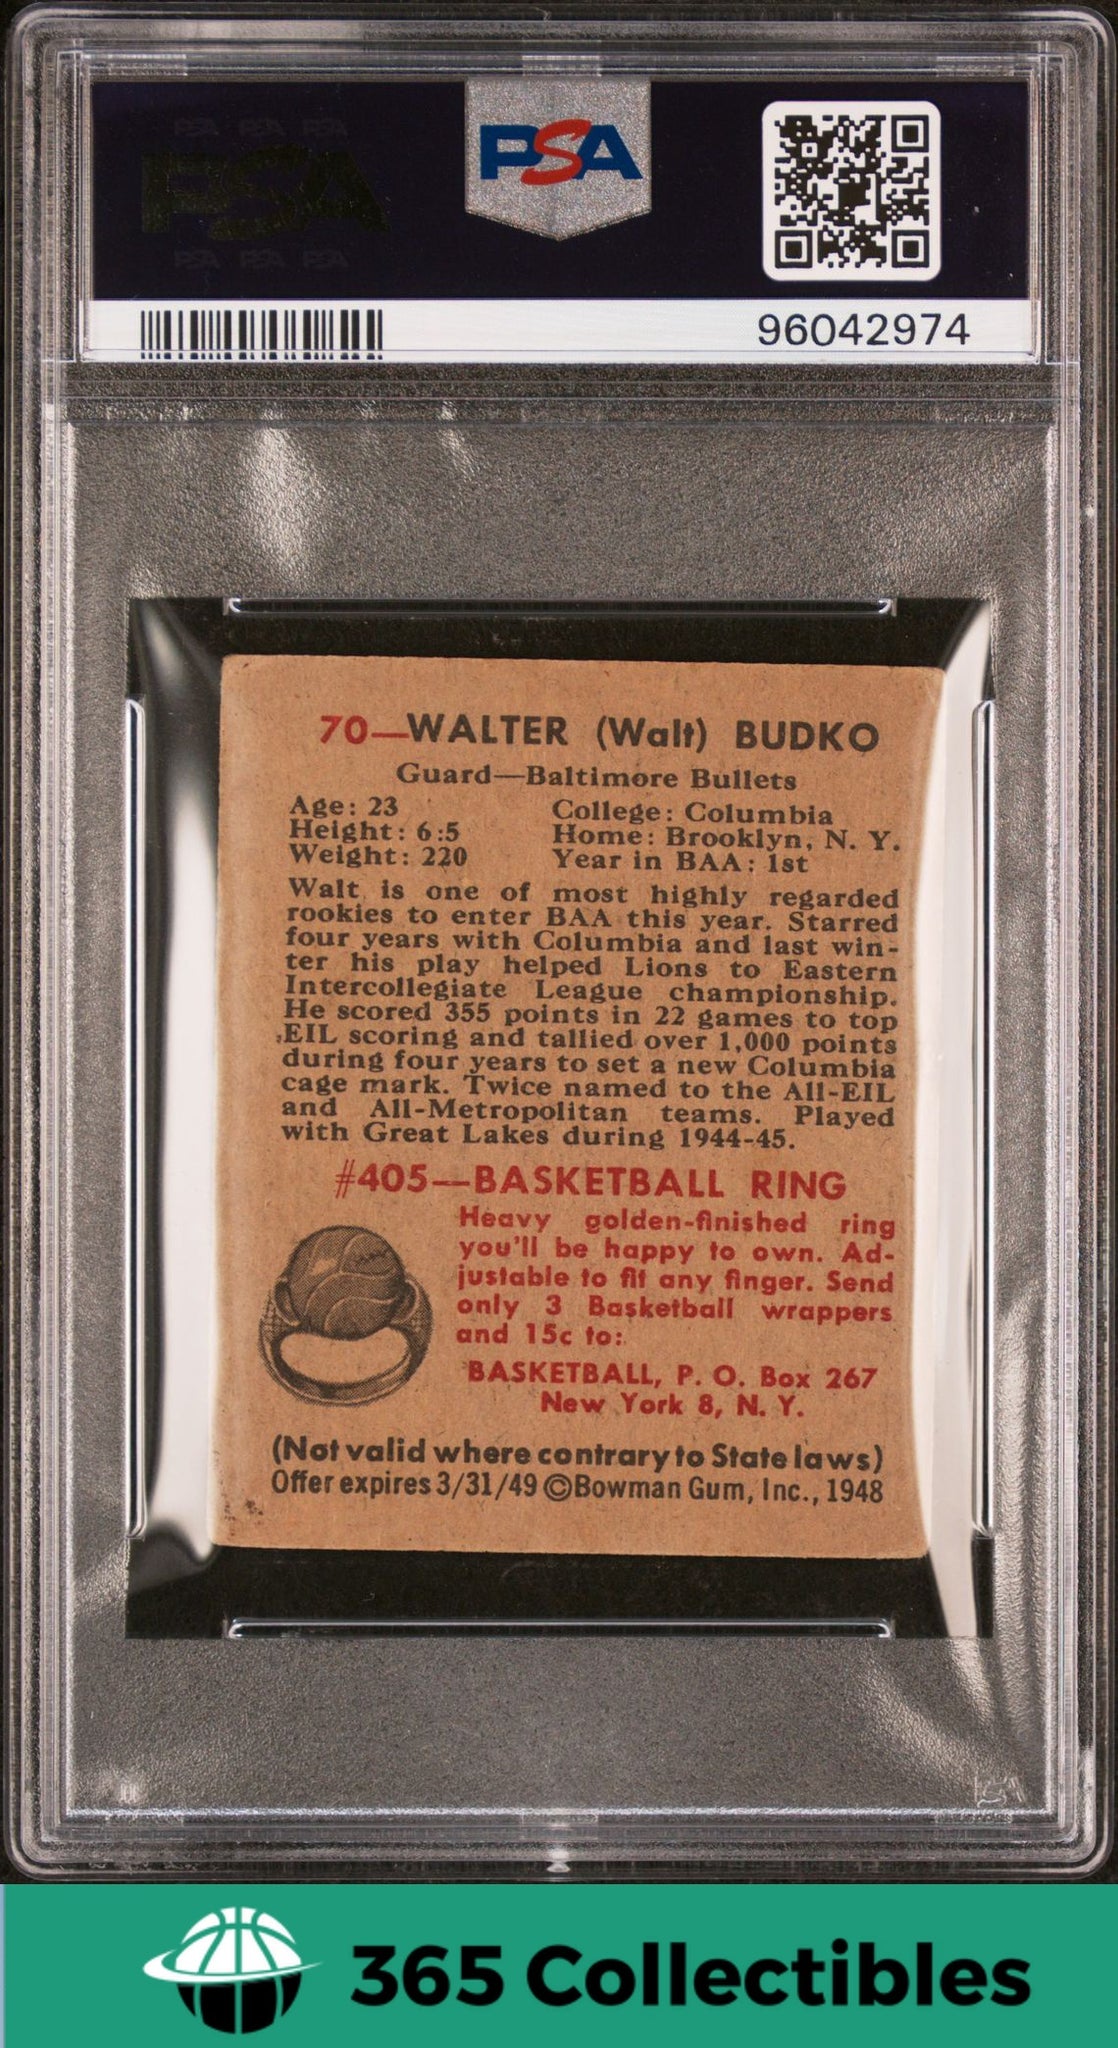 PSA PSA PSA
PSA
PSA PSA PSA
PSA
96042974
70—WALTER (Walt) BUDKO
Guard—Baltimore Bullets
Age: 23
Height: 6:5
Weight: 220
College: Columbia
Home: Brooklyn, N. Y.
Year in BAA: 1st
Walt is one of most highly regarded
rookies to enter BAA this year. Starred
four years with Columbia and last win-
ter his play helped Lions to Eastern
Intercollegiate League championship.
He scored 355 points in 22 games to top
EIL scoring and tallied over 1,000 points
during four years to set a new Columbia
cage mark. Twice named to the All-EIL
and All-Metropolitan teams. Played
with Great Lakes during 1944-45.
#405—BASKETBALL RING
Heavy golden-finished ring
you'll be happy to own. Ad-
justable to fit any finger. Send
only 3 Basketball wrappers
and 15c to:
BASKETBALL, P. O. Box 267
New York 8, N. Y.
(Not valid where contrary to State laws)
Offer expires 3/31/49 ©Bowman Gum, Inc., 1948
365 Collectibles